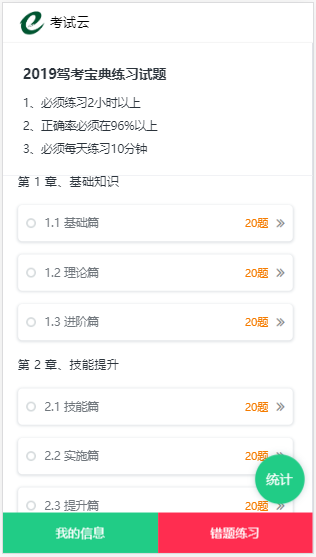 考试云
2019驾考宝典练习试题
1、必须练习2小时以上
2、正确率必须在96%以上
3、必须每天练习10分钟
第 1 章、基础知识
1.1 基础篇 20题
1.2 理论篇 20题
1.3 进阶篇 20题
第 2 章、技能提升
2.1 技能篇 20题
2.2 实施篇 20题
统计
2.3 提升篇 20题
我的信息 错题练习